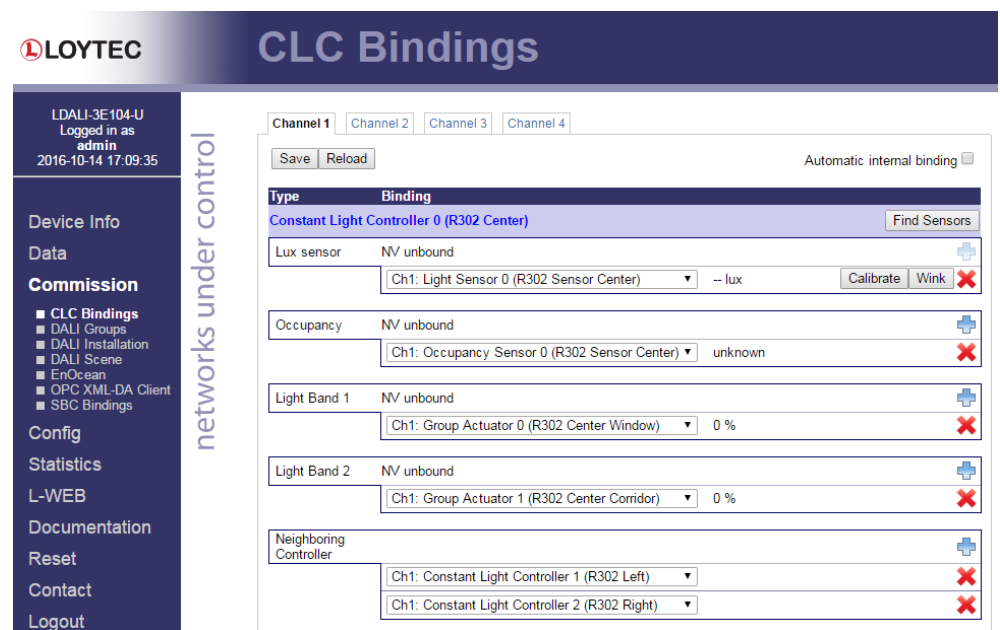 LOYTEC
CLC Bindings
LDALI-3E104-U
Logged in as
admin
2016-10-14 17:09:35
networks under control
Device Info
Data
Commission
CLC Bindings
DALI Groups
DALI Installation
DALI Scene
EnOcean
OPC XML-DA Client
SBC Bindings
Config
Statistics
L-WEB
Documentation
Reset
Contact
Logout
Channel 1 Channel 2 Channel 3 Channel 4
Save Reload Automatic internal binding
Type Binding
Constant Light Controller 0 (R302 Center) Find Sensors
Lux sensor NV unbound
Ch1: Light Sensor 0 (R302 Sensor Center) -- lux Calibrate Wink
Occupancy NV unbound
Ch1: Occupancy Sensor 0 (R302 Sensor Center) unknown
Light Band 1 NV unbound
Ch1: Group Actuator 0 (R302 Center Window) 0 %
Light Band 2 NV unbound
Ch1: Group Actuator 1 (R302 Center Corridor) 0 %
Neighboring
Controller
Ch1: Constant Light Controller 1 (R302 Left)
Ch1: Constant Light Controller 2 (R302 Right)